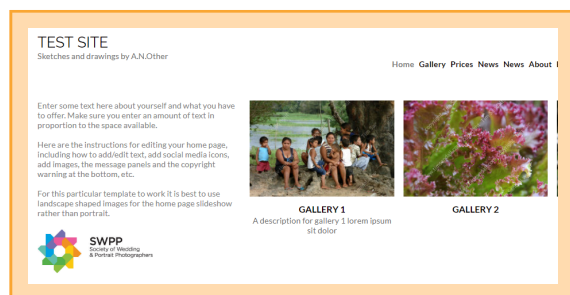 TEST SITE
Sketches and drawings by A.N.Other
Home Gallery Prices News News About
Enter some text here about yourself and what you have
to offer. Make sure you enter an amount of text in
proportion to the space available.
Here are the instructions for editing your home page,
including how to add/edit text, add social media icons,
add images, the message panels and the copyright
warning at the bottom, etc.
For this particular template to work it is best to use
landscape shaped images for the home page slideshow
rather than portrait.
SWPP
Society of Wedding
& Portrait Photographers
GALLERY 1
A description for gallery 1 lorem ipsum
sit dolor
GALLERY 2